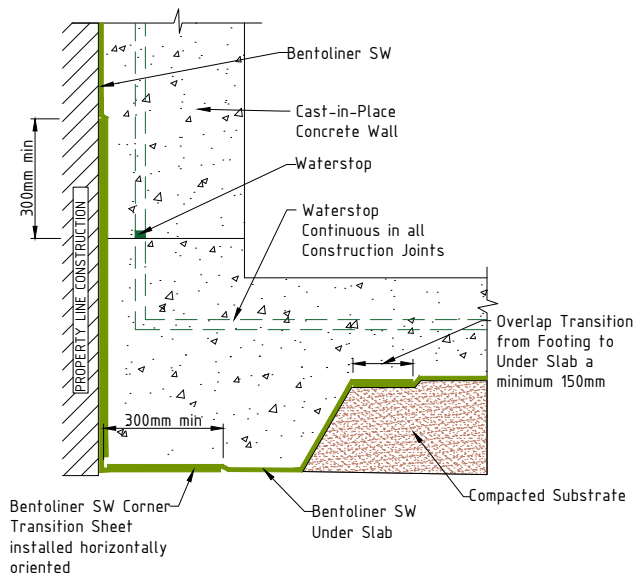 Bentoliner SW
Cast-in-Place
Concrete Wall
300mm min
Waterstop
Waterstop
Continuous in all
Construction Joints
PROPERTY LINE CONSTRUCTION
Overlap Transition
from Footing to
Under Slab a
minimum 150mm
300mm min
Bentoliner SW Corner
Transition Sheet
installed horizontally
oriented
Bentoliner SW
Under Slab
Compacted Substrate